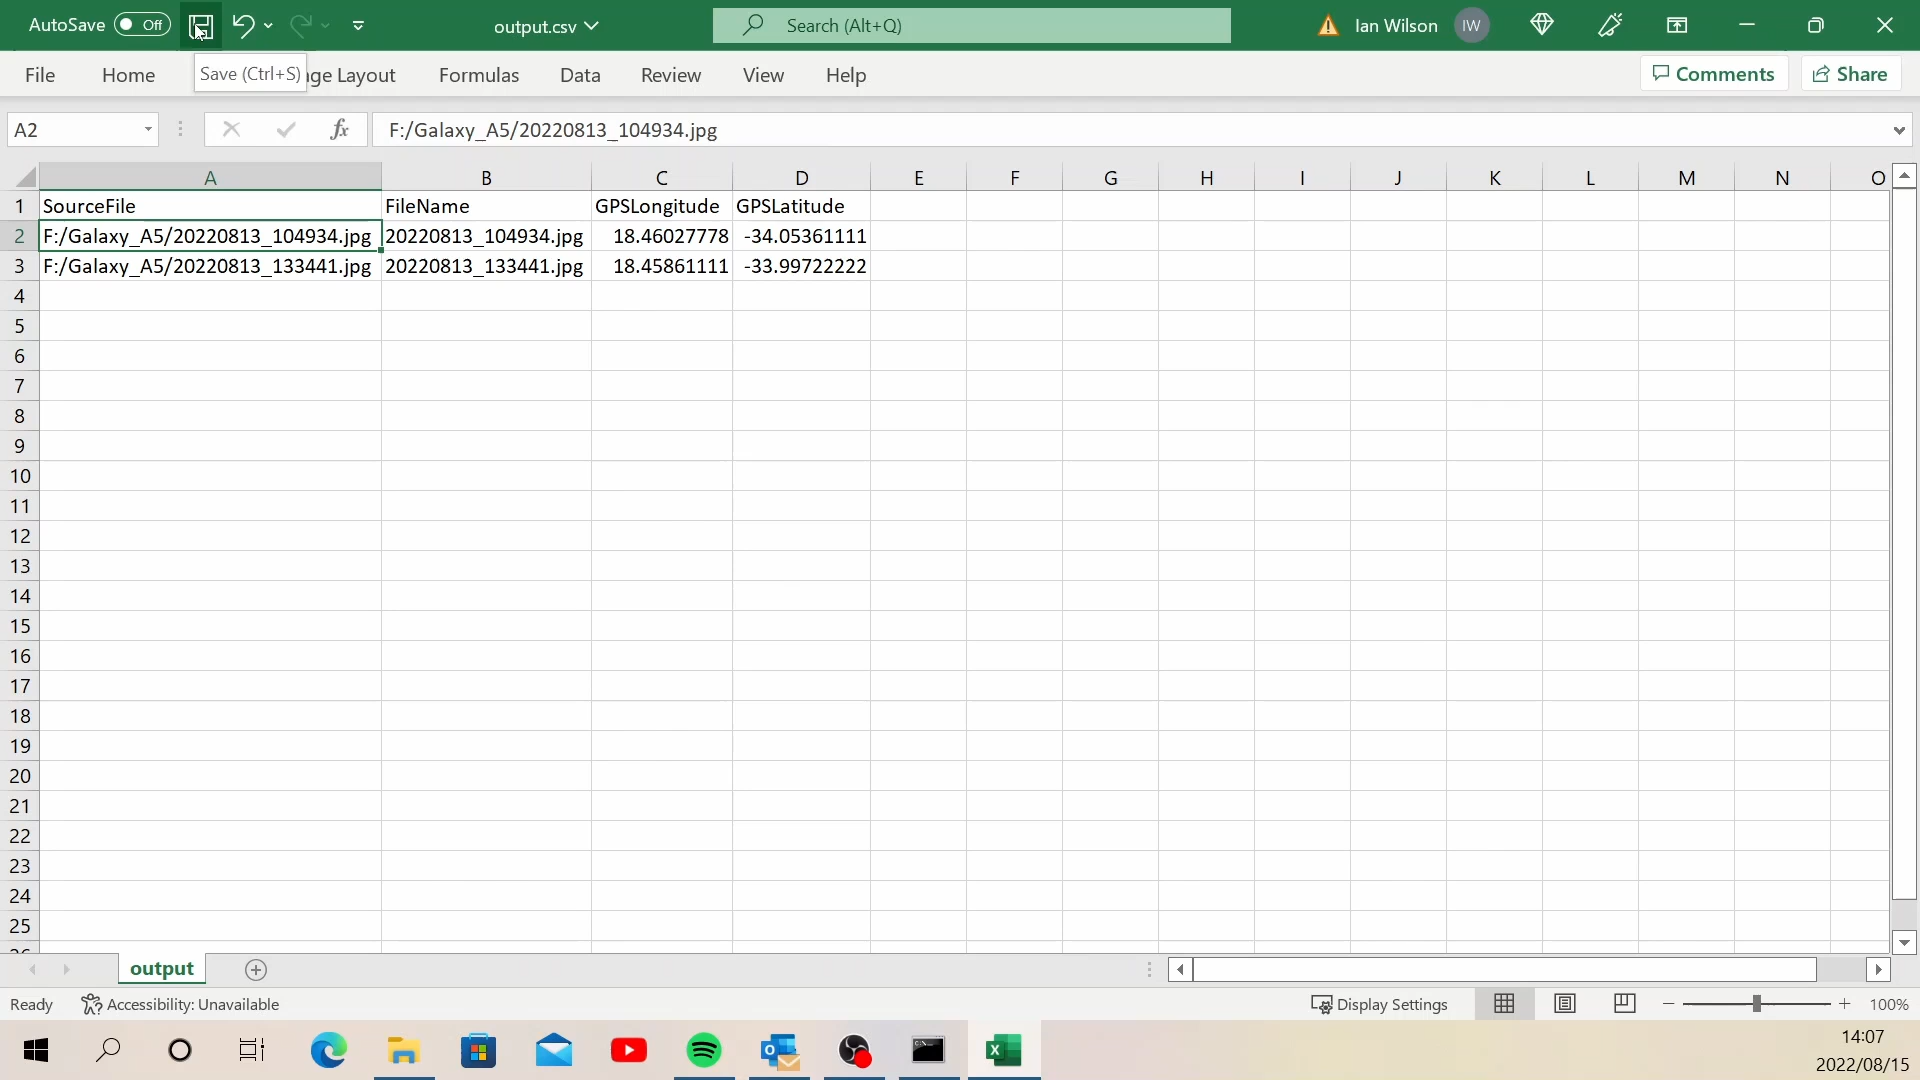 AutoSave Off output.csv Search (Alt+Q) Ian Wilson IW
File Home Save (Ctrl+S) ge Layout Formulas Data Review View Help Comments Share
A2 fx F:/Galaxy_A5/20220813_104934.jpg
A B C D E F G H I J K L M N O
1 SourceFile FileName GPSLongitude GPSLatitude
2 F:/Galaxy_A5/20220813_104934.jpg 20220813_104934.jpg 18.46027778 -34.05361111
3 F:/Galaxy_A5/20220813_133441.jpg 20220813_133441.jpg 18.45861111 -33.99722222
4
5
6
7
8
9
10
11
12
13
14
15
16
17
18
19
20
21
22
23
24
25
output
Ready Accessibility: Unavailable Display Settings 100%
14:07
2022/08/15